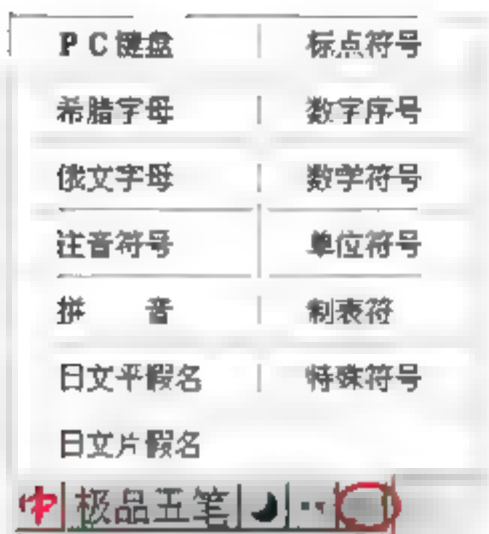 PC键盘 标点符号
希腊字母 数字序号
俄文字母 数学符号
注音符号 单位符号
拼 音 制表符
日文平假名 特殊符号
日文片假名
中 极品五笔